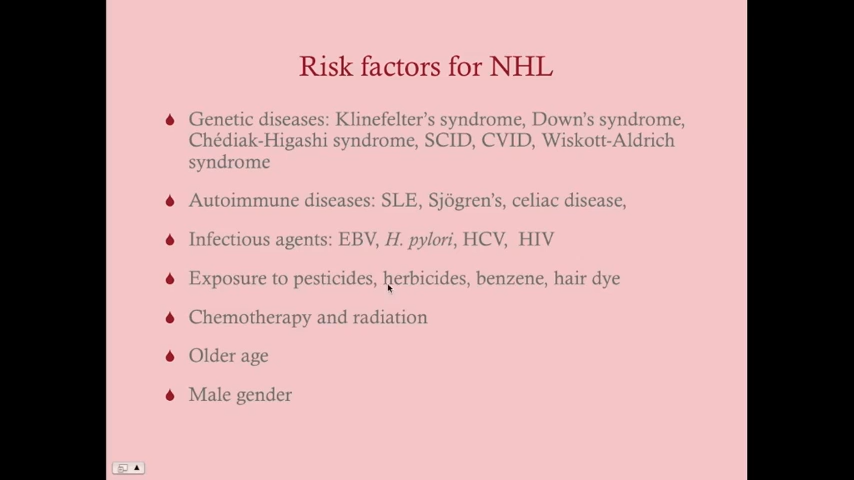 Risk factors for NHL
Genetic diseases: Klinefelter's syndrome, Down's syndrome,
Chédiak-Higashi syndrome, SCID, CVID, Wiskott-Aldrich
syndrome
Autoimmune diseases: SLE, Sjögren's, celiac disease,
Infectious agents: EBV, H. pylori, HCV, HIV
Exposure to pesticides, herbicides, benzene, hair dye
Chemotherapy and radiation
Older age
Male gender